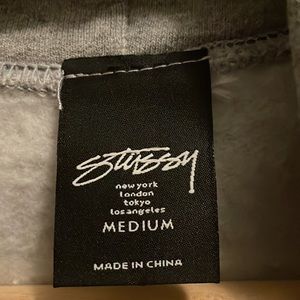 Stüssy
new york
london
tokyo
los angeles
MEDIUM
MADE IN CHINA